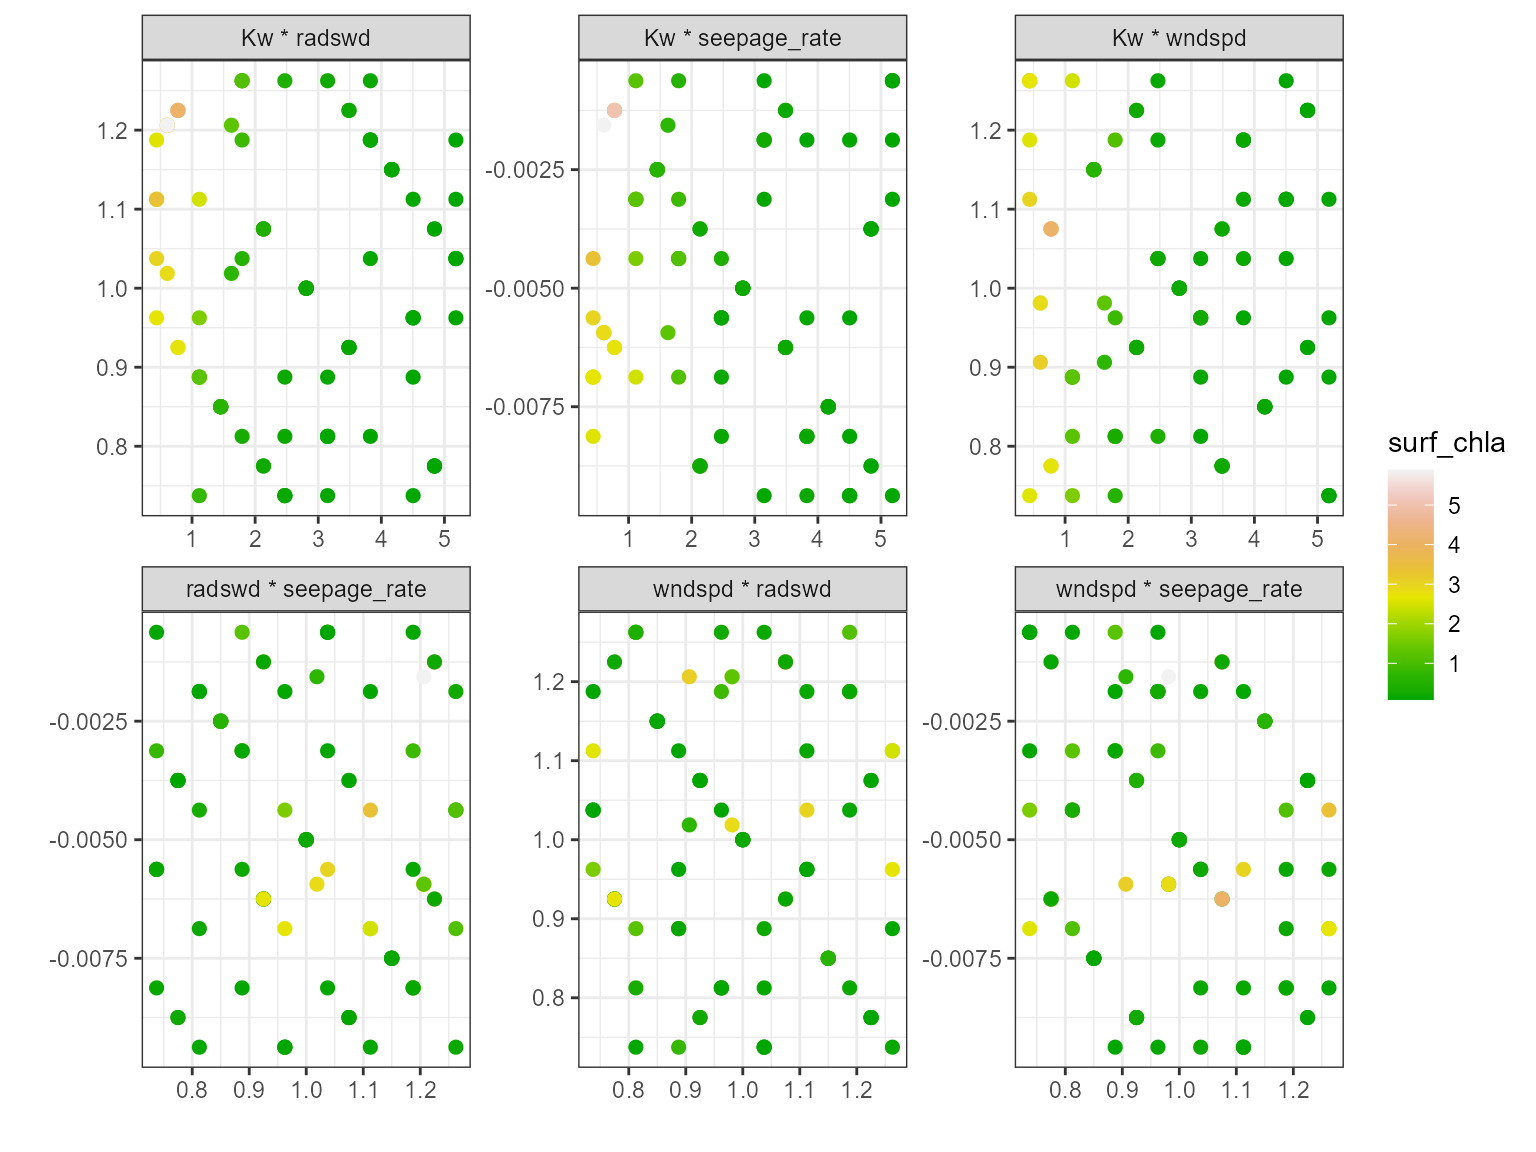 Kw * radswd
Kw * seepage_rate
Kw * wndspd
1.2
1.1
1.0
0.9
0.8
-0.0025
-0.0050
-0.0075
1.2
1.1
1.0
0.9
0.8
1 2 3 4 5
1 2 3 4 5
1 2 3 4 5
radswd * seepage_rate
wndspd * radswd
wndspd * seepage_rate
-0.0025
-0.0050
-0.0075
1.2
1.1
1.0
0.9
0.8
-0.0025
-0.0050
-0.0075
0.8 0.9 1.0 1.1 1.2
0.8 0.9 1.0 1.1 1.2
0.8 0.9 1.0 1.1 1.2
surf_chla
5
4
3
2
1